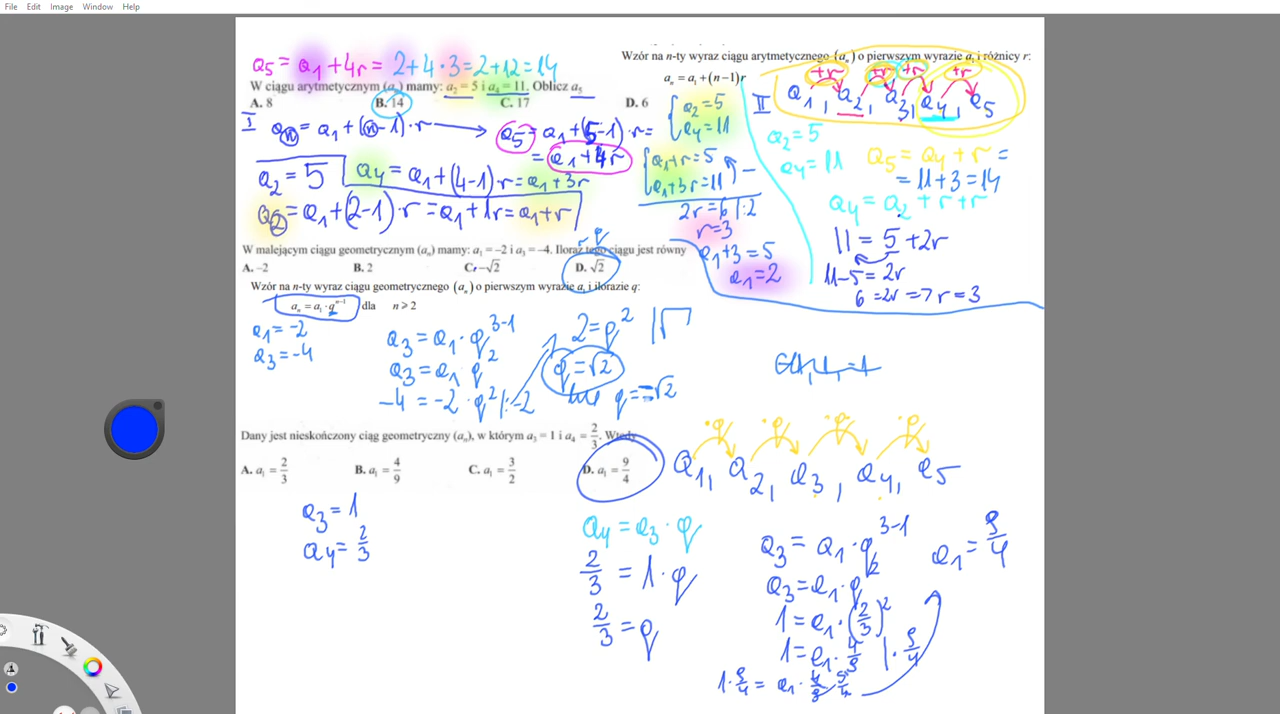 File Edit Image Window Help
a5 = a1 + 4r = 2 + 4 · 3 = 2 + 12 = 14
W ciągu arytmetycznym (aₙ) mamy: a₂ = 5 i a₄ = 11. Oblicz a₅
A. 8 B. 14 C. 17 D. 6
I an = a1 + (n-1) · r → a5 = a1 + (5-1) · r =
= a1 + 4r
a2 = 5 a4 = a1 + (4-1) · r = a1 + 3r
a2 = a1 + (2-1) · r = a1 + 1r = a1 + r
a2 = 5
a4 = 11
a1 + r = 5
a1 + 3r = 11 -
2r = 6 |:2
r = 3
a1 + 3 = 5
a1 = 2
Wzór na n-ty wyraz ciągu arytmetycznego (aₙ) o pierwszym wyrazie a₁ i różnicy r:
aₙ = a₁ + (n−1)r
II +r +r +r +r
a1, a2, a3, a4, a5
a2 = 5
a4 = 11
a5 = a4 + r =
= 11 + 3 = 14
a4 = a2 + r + r
11 = 5 + 2r
11 - 5 = 2r
6 = 2r => r = 3
r q
W malejącym ciągu geometrycznym (aₙ) mamy: a₁ = −2 i a₃ = −4. Iloraz tego ciągu jest równy
A. −2 B. 2 C. −√2 D. √2
Wzór na n-ty wyraz ciągu geometrycznego (aₙ) o pierwszym wyrazie a₁ i ilorazie q:
aₙ = a₁ · qⁿ⁻¹ dla n ≥ 2
a1 = -2
a3 = -4
a3 = a1 · q^3-1
a3 = a1 q^2
-4 = -2 · q^2 |:-2
2 = q^2 |√
q = √2
lub q = -√2
Dany jest nieskończony ciąg geometryczny (aₙ), w którym a₃ = 1 i a₄ = 2/3. Wtedy
A. a₁ = 2/3 B. a₁ = 4/9 C. a₁ = 3/2 D. a₁ = 9/4
·q ·q ·q ·q
a1, a2, a3, a4, a5
a3 = 1
a4 = 2/3
a4 = a3 · q
2/3 = 1 · q
2/3 = q
a3 = a1 · q^3-1
a3 = a1 · q^2
1 = a1 · (2/3)^2
1 = a1 · 4/9 | · 9/4
1 · 9/4 = a1 · 4/9 · 9/4
a1 = 9/4